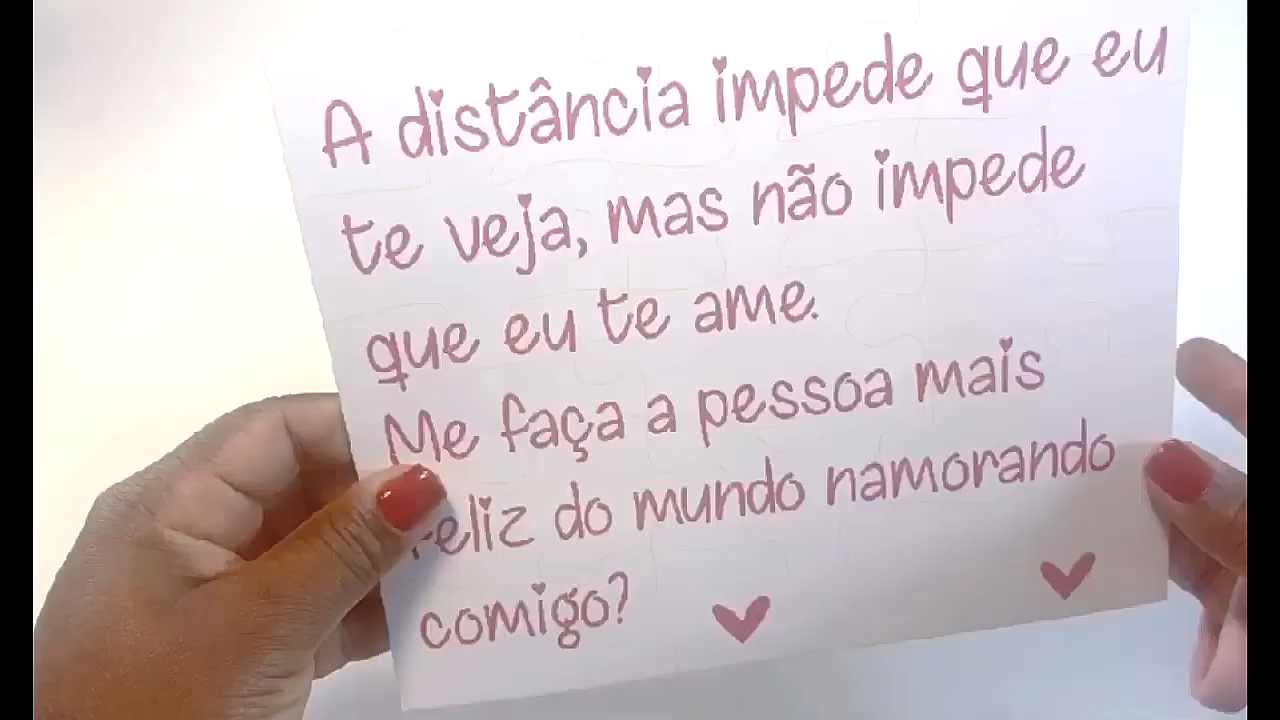 A distância impede que eu
te veja, mas não impede
que eu te ame.
Me faça a pessoa mais
feliz do mundo namorando
comigo?